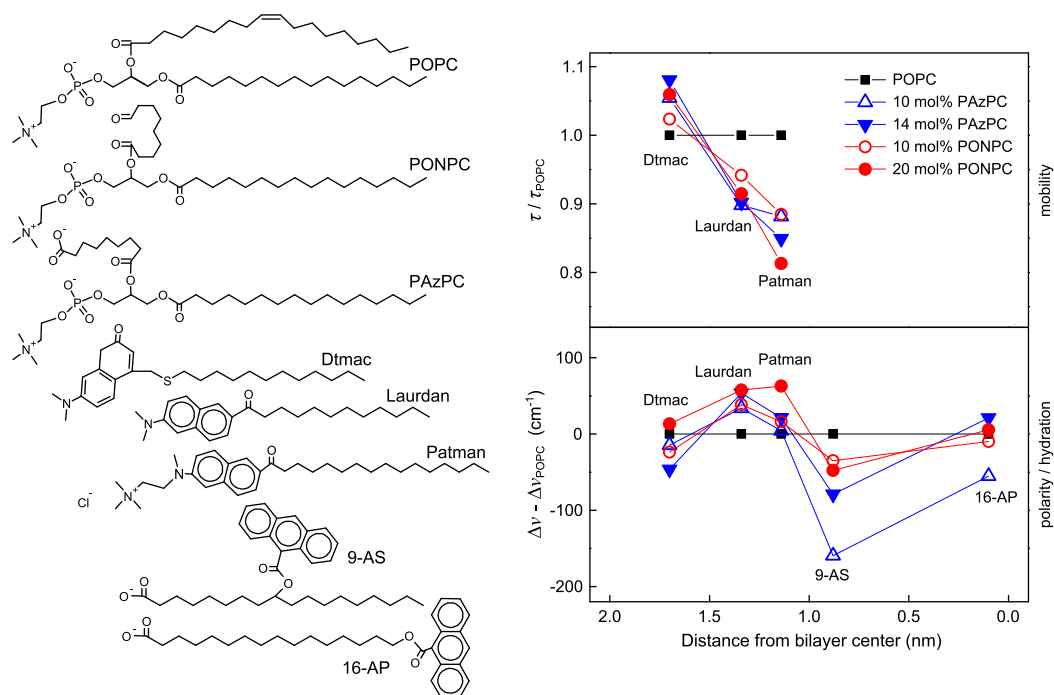 POPC
PONPC
PAzPC
Dtmac
Laurdan
Patman
9-AS
16-AP
O
O
O⁻
O
P
O
O
O
O
N⁺
O
O
O⁻
O
P
O
O
O
O
N⁺
O
⁻O
O
O
O⁻
O
P
O
O
O
O
N⁺
O
N
S
O
N
O
N
N⁺
Cl⁻
O
O
O
⁻O
O
⁻O
O
O
1.1
1.0
0.9
0.8
τ / τPOPC
POPC
10 mol% PAzPC
14 mol% PAzPC
10 mol% PONPC
20 mol% PONPC
Dtmac
Laurdan
Patman
mobility
100
0
-100
-200
Δν - ΔνPOPC (cm⁻¹)
Dtmac
Laurdan
Patman
9-AS
16-AP
polarity / hydration
2.0 1.5 1.0 0.5 0.0
Distance from bilayer center (nm)